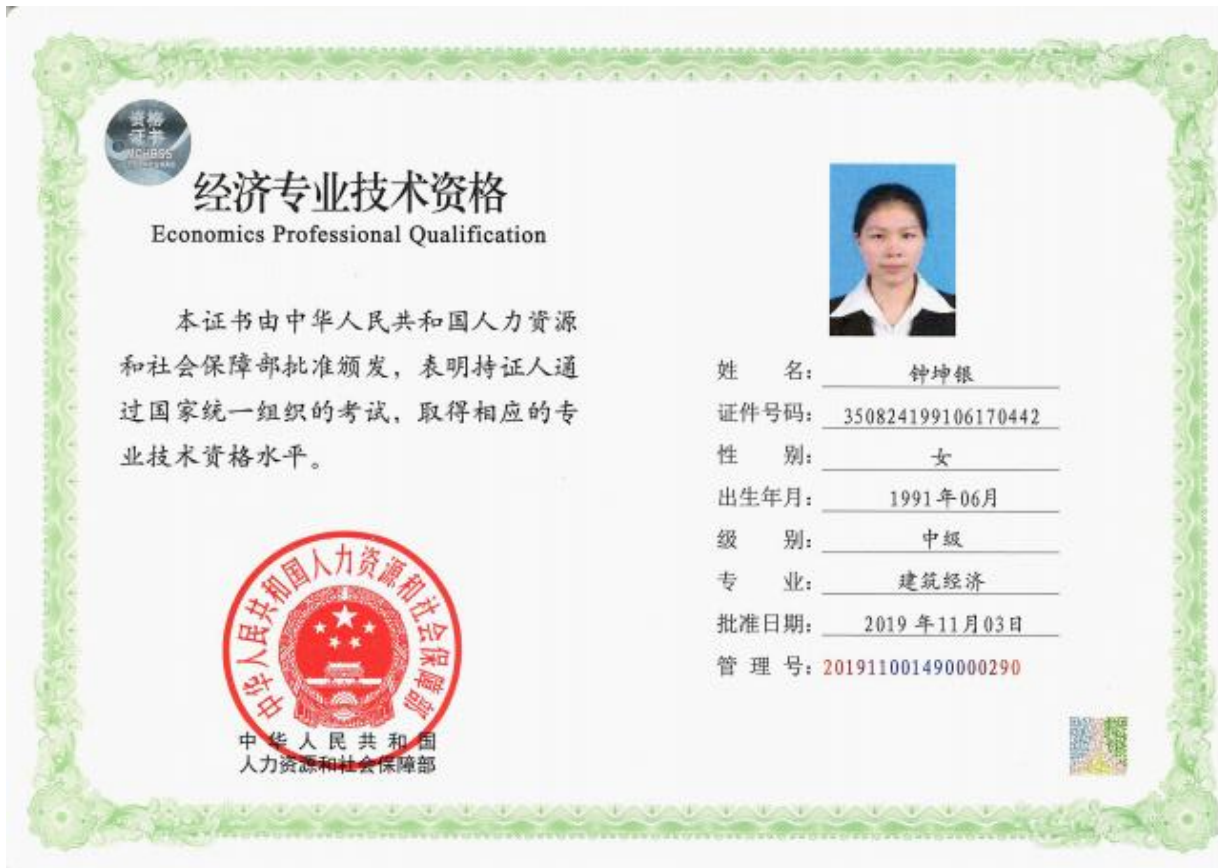 资格
证书
MOHRSS
经济专业技术资格
Economics Professional Qualification
本证书由中华人民共和国人力资源
和社会保障部批准颁发，表明持证人通
过国家统一组织的考试，取得相应的专
业技术资格水平。
中华人民共和国人力资源和社会保障部
中华人民共和国
人力资源和社会保障部
姓 名：钟坤银
证件号码：350824199106170442
性 别：女
出生年月：1991年06月
级 别：中级
专 业：建筑经济
批准日期：2019年11月03日
管 理 号：201911001490000290